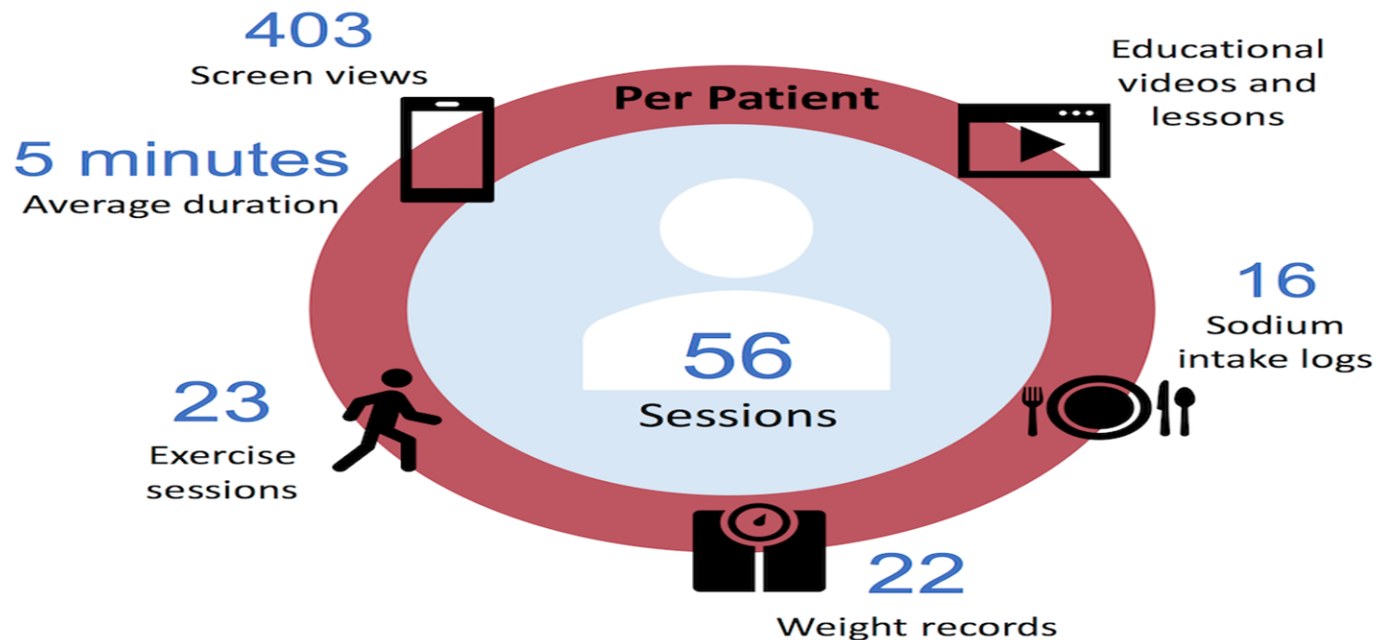 403
Screen views
5 minutes
Average duration
Per Patient
Educational
videos and
lessons
16
Sodium
intake logs
56
Sessions
23
Exercise
sessions
22
Weight records